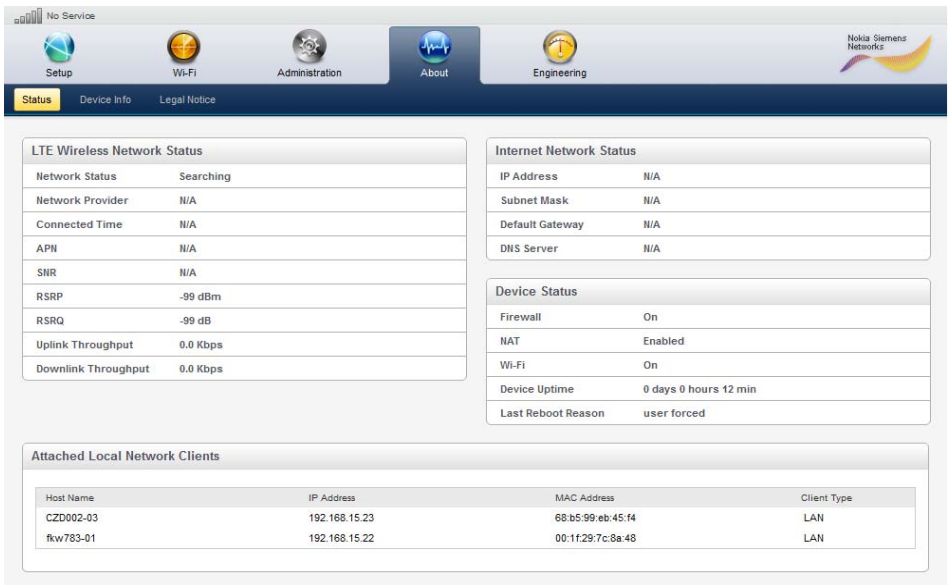 No Service
Setup Wi-Fi Administration About Engineering
Nokia Siemens
Networks
Status Device Info Legal Notice
LTE Wireless Network Status
Network Status Searching
Network Provider N/A
Connected Time N/A
APN N/A
SNR N/A
RSRP -99 dBm
RSRQ -99 dB
Uplink Throughput 0.0 Kbps
Downlink Throughput 0.0 Kbps
Internet Network Status
IP Address N/A
Subnet Mask N/A
Default Gateway N/A
DNS Server N/A
Device Status
Firewall On
NAT Enabled
Wi-Fi On
Device Uptime 0 days 0 hours 12 min
Last Reboot Reason user forced
Attached Local Network Clients
Host Name IP Address MAC Address Client Type
CZD002-03 192.168.15.23 68:b5:99:eb:45:f4 LAN
fkw783-01 192.168.15.22 00:1f:29:7c:8a:48 LAN